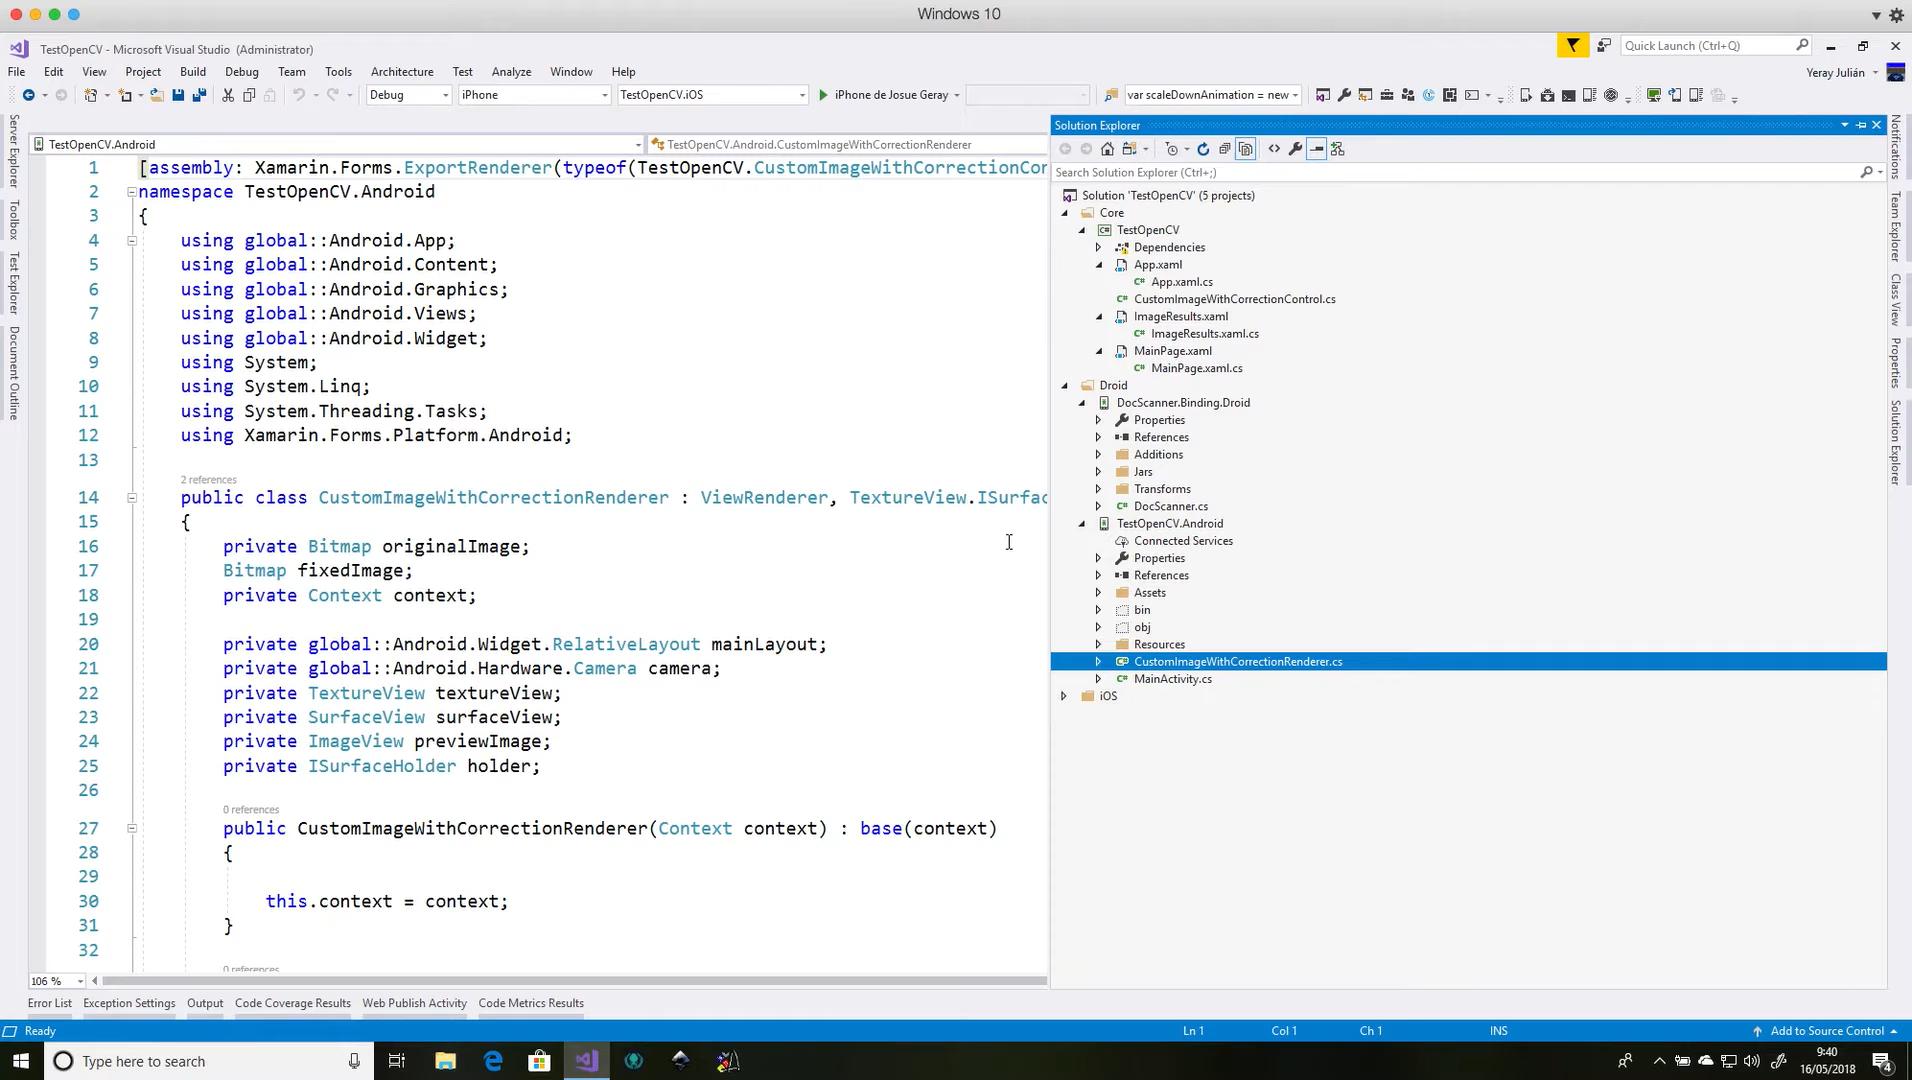 Windows 10
TestOpenCV - Microsoft Visual Studio (Administrator)
Quick Launch (Ctrl+Q)
File Edit View Project Build Debug Team Tools Architecture Test Analyze Window Help
Yeray Julián
Debug iPhone TestOpenCV.iOS iPhone de Josue Geray var scaleDownAnimation = new
Server Explorer
Toolbox
Test Explorer
Document Outline
TestOpenCV.Android TestOpenCV.Android.CustomImageWithCorrectionRenderer
1 [assembly: Xamarin.Forms.ExportRenderer(typeof(TestOpenCV.CustomImageWithCorrectionCor
2 namespace TestOpenCV.Android
3 {
4 using global::Android.App;
5 using global::Android.Content;
6 using global::Android.Graphics;
7 using global::Android.Views;
8 using global::Android.Widget;
9 using System;
10 using System.Linq;
11 using System.Threading.Tasks;
12 using Xamarin.Forms.Platform.Android;
13
2 references
14 public class CustomImageWithCorrectionRenderer : ViewRenderer, TextureView.ISurfac
15 {
16 private Bitmap originalImage;
17 Bitmap fixedImage;
18 private Context context;
19
20 private global::Android.Widget.RelativeLayout mainLayout;
21 private global::Android.Hardware.Camera camera;
22 private TextureView textureView;
23 private SurfaceView surfaceView;
24 private ImageView previewImage;
25 private ISurfaceHolder holder;
26
0 references
27 public CustomImageWithCorrectionRenderer(Context context) : base(context)
28 {
29
30 this.context = context;
31 }
32
0 references
106 %
Solution Explorer
Search Solution Explorer (Ctrl+;)
Solution 'TestOpenCV' (5 projects)
Core
TestOpenCV
Dependencies
App.xaml
App.xaml.cs
CustomImageWithCorrectionControl.cs
ImageResults.xaml
ImageResults.xaml.cs
MainPage.xaml
MainPage.xaml.cs
Droid
DocScanner.Binding.Droid
Properties
References
Additions
Jars
Transforms
DocScanner.cs
TestOpenCV.Android
Connected Services
Properties
References
Assets
bin
obj
Resources
CustomImageWithCorrectionRenderer.cs
MainActivity.cs
iOS
Notifications
Team Explorer
Class View
Properties
Solution Explorer
Error List Exception Settings Output Code Coverage Results Web Publish Activity Code Metrics Results
Ready Ln 1 Col 1 Ch 1 INS Add to Source Control
Type here to search
9:40
16/05/2018
4